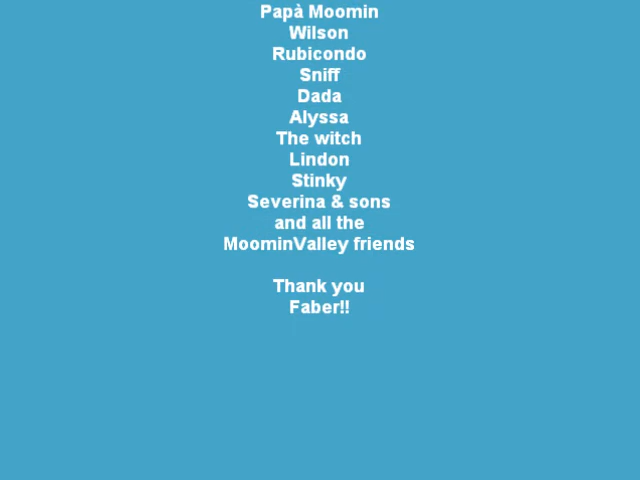 Papà Moomin
Wilson
Rubicondo
Sniff
Dada
Alyssa
The witch
Lindon
Stinky
Severina & sons
and all the
MoominValley friends
Thank you
Faber!!